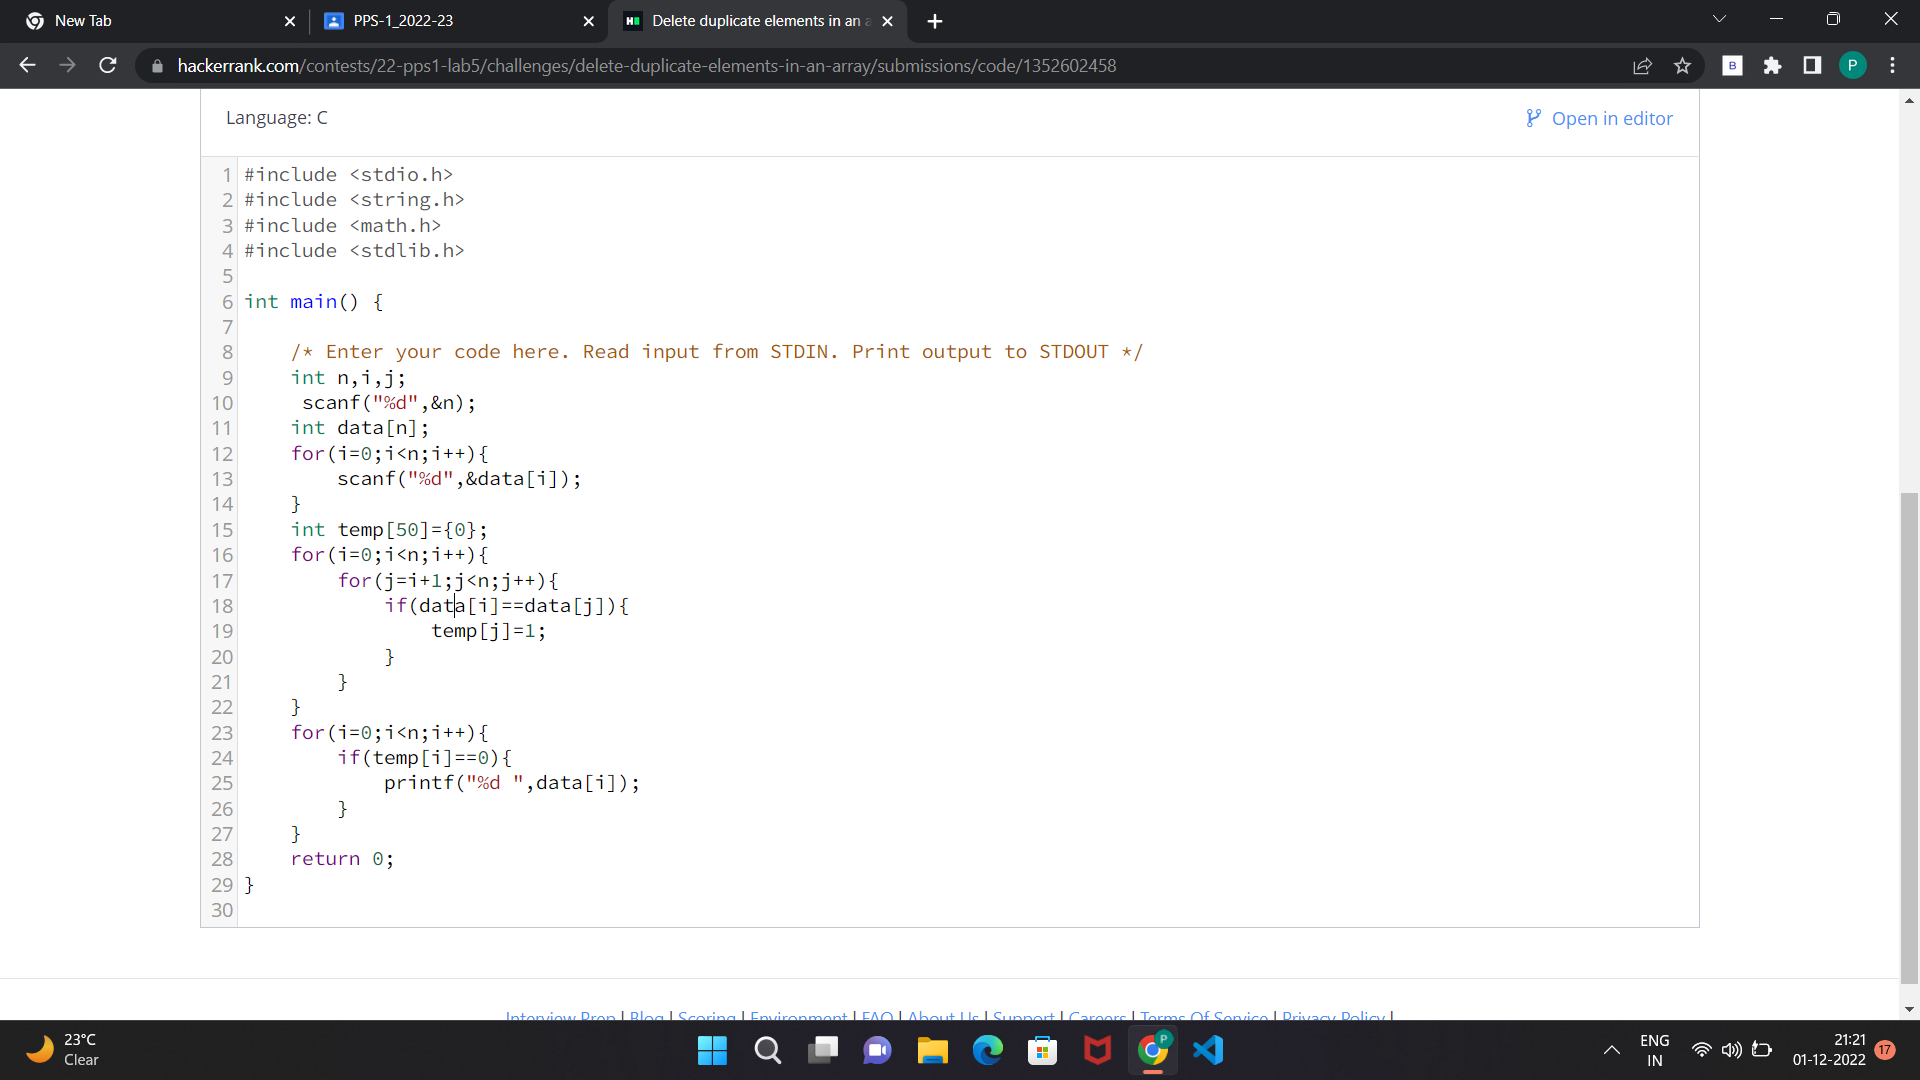 New Tab
PPS-1_2022-23
Delete duplicate elements in an a
hackerrank.com/contests/22-pps1-lab5/challenges/delete-duplicate-elements-in-an-array/submissions/code/1352602458
B
P
Language: C
Open in editor
1 #include <stdio.h>
2 #include <string.h>
3 #include <math.h>
4 #include <stdlib.h>
5
6 int main() {
7
8     /* Enter your code here. Read input from STDIN. Print output to STDOUT */
9     int n,i,j;
10      scanf("%d",&n);
11     int data[n];
12     for(i=0;i<n;i++){
13         scanf("%d",&data[i]);
14     }
15     int temp[50]={0};
16     for(i=0;i<n;i++){
17         for(j=i+1;j<n;j++){
18             if(data[i]==data[j]){
19                 temp[j]=1;
20             }
21         }
22     }
23     for(i=0;i<n;i++){
24         if(temp[i]==0){
25             printf("%d ",data[i]);
26         }
27     }
28     return 0;
29 }
30
Interview Prep | Blog | Scoring | Environment | FAQ | About Us | Support | Careers | Terms Of Service | Privacy Policy |
23°C
Clear
P
ENG
IN
21:21
01-12-2022
17